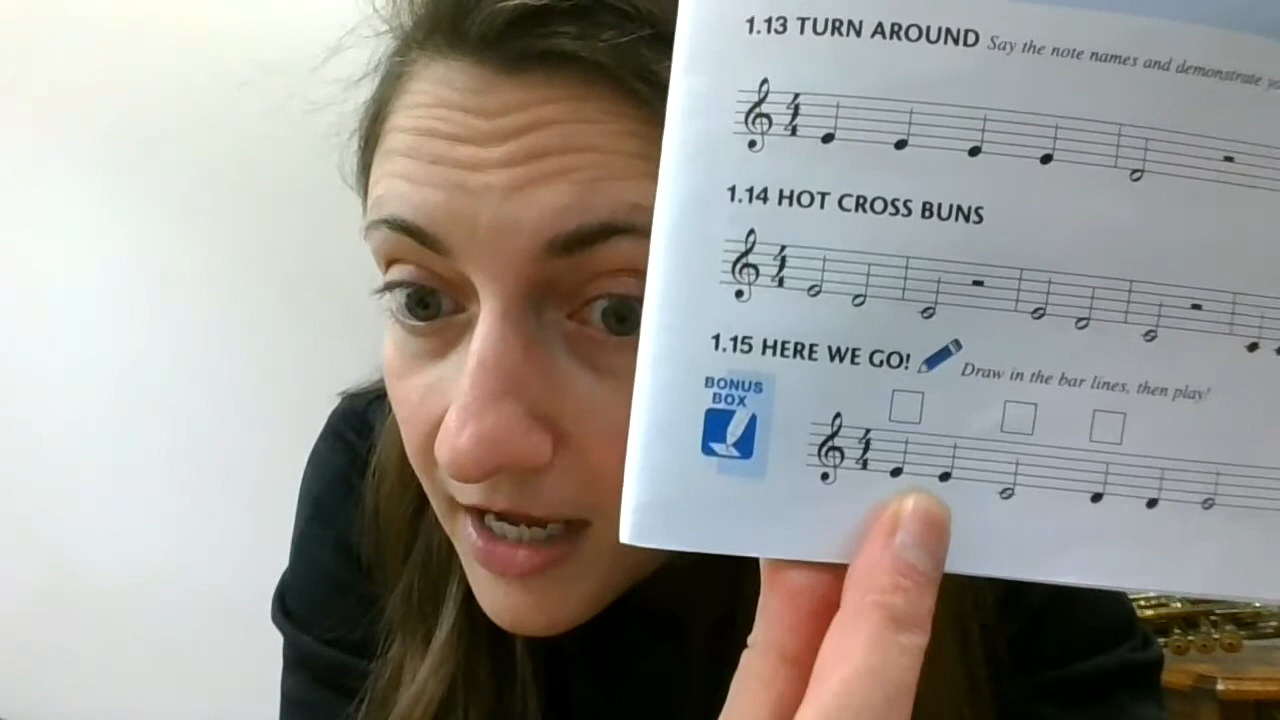 1.13 TURN AROUND Say the note names and demonstrate
1.14 HOT CROSS BUNS
1.15 HERE WE GO! Draw in the bar lines, then play!
BONUS
BOX